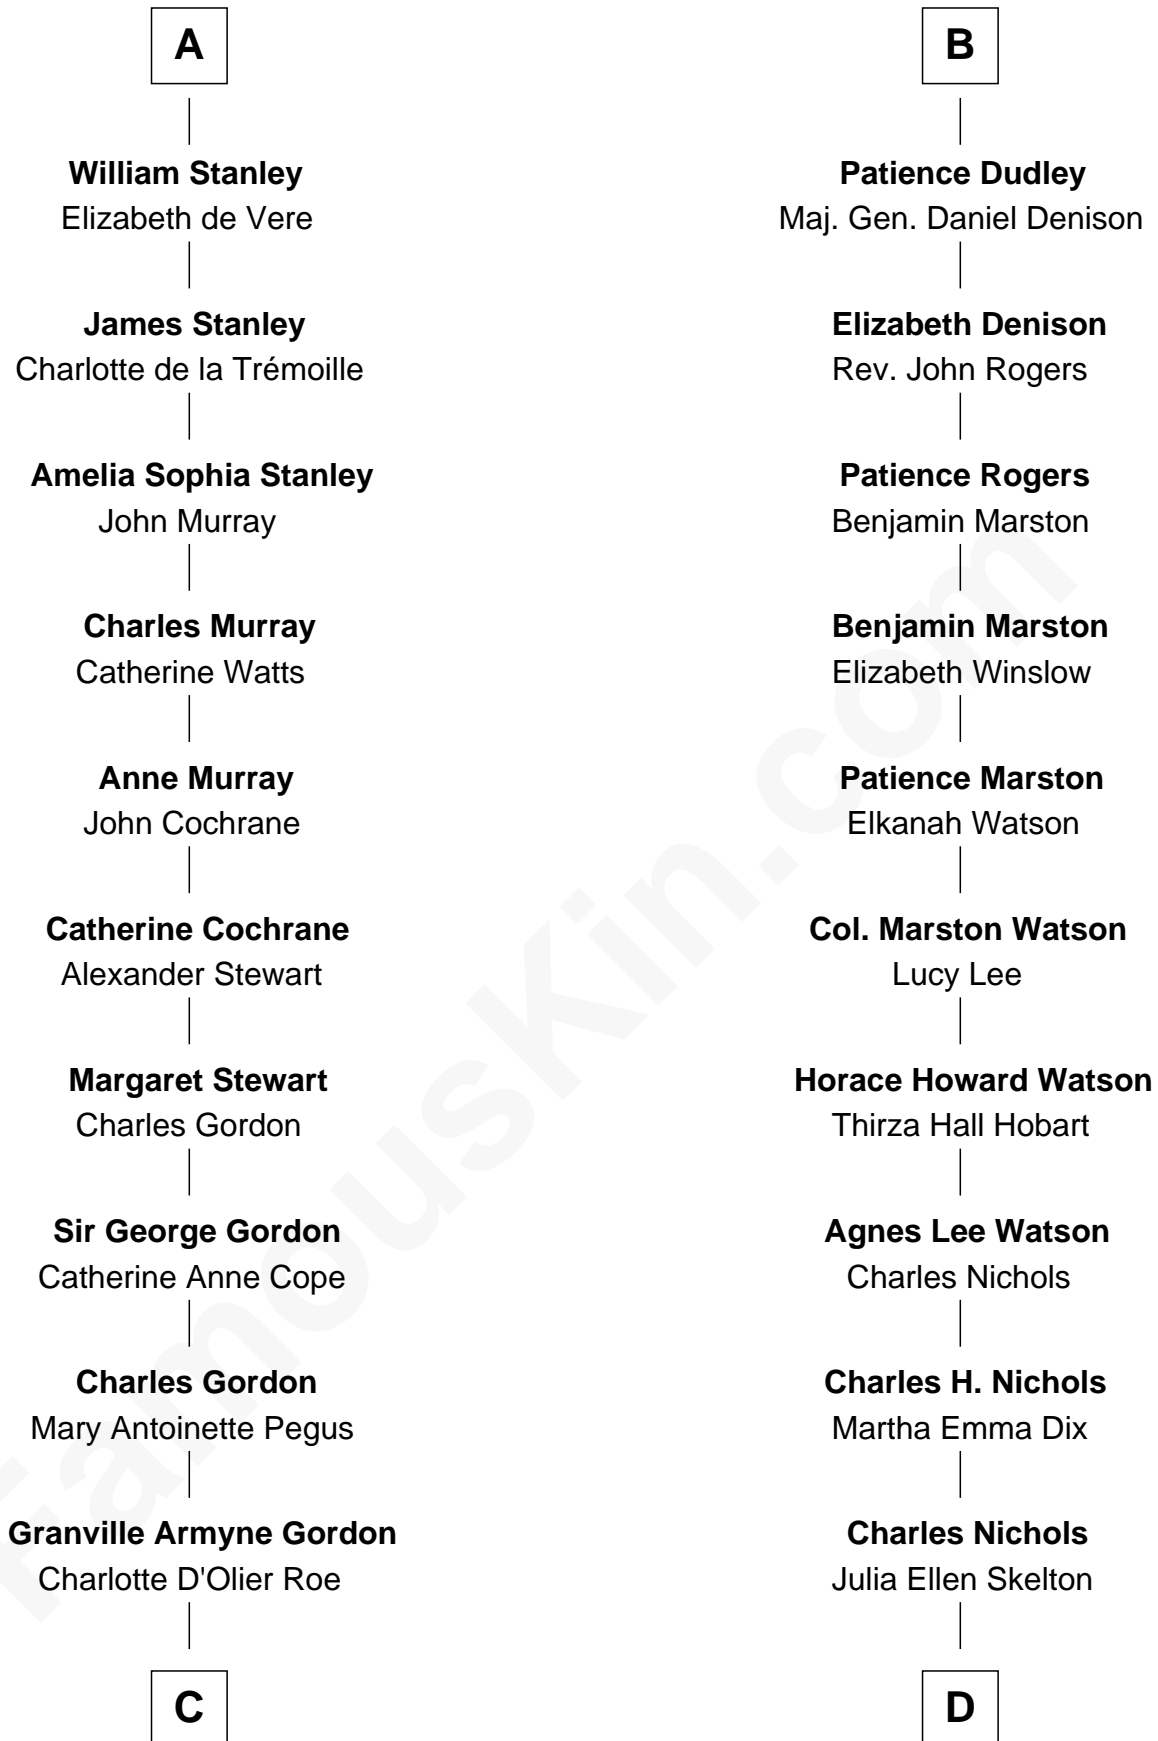 A
William Stanley
Elizabeth de Vere
James Stanley
Charlotte de la Trémoille
Amelia Sophia Stanley
John Murray
Charles Murray
Catherine Watts
Anne Murray
John Cochrane
Catherine Cochrane
Alexander Stewart
Margaret Stewart
Charles Gordon
Sir George Gordon
Catherine Anne Cope
Charles Gordon
Mary Antoinette Pegus
Granville Armyne Gordon
Charlotte D'Olier Roe
C
B
Patience Dudley
Maj. Gen. Daniel Denison
Elizabeth Denison
Rev. John Rogers
Patience Rogers
Benjamin Marston
Benjamin Marston
Elizabeth Winslow
Patience Marston
Elkanah Watson
Col. Marston Watson
Lucy Lee
Horace Howard Watson
Thirza Hall Hobart
Agnes Lee Watson
Charles Nichols
Charles H. Nichols
Martha Emma Dix
Charles Nichols
Julia Ellen Skelton
D
FamousKin.com